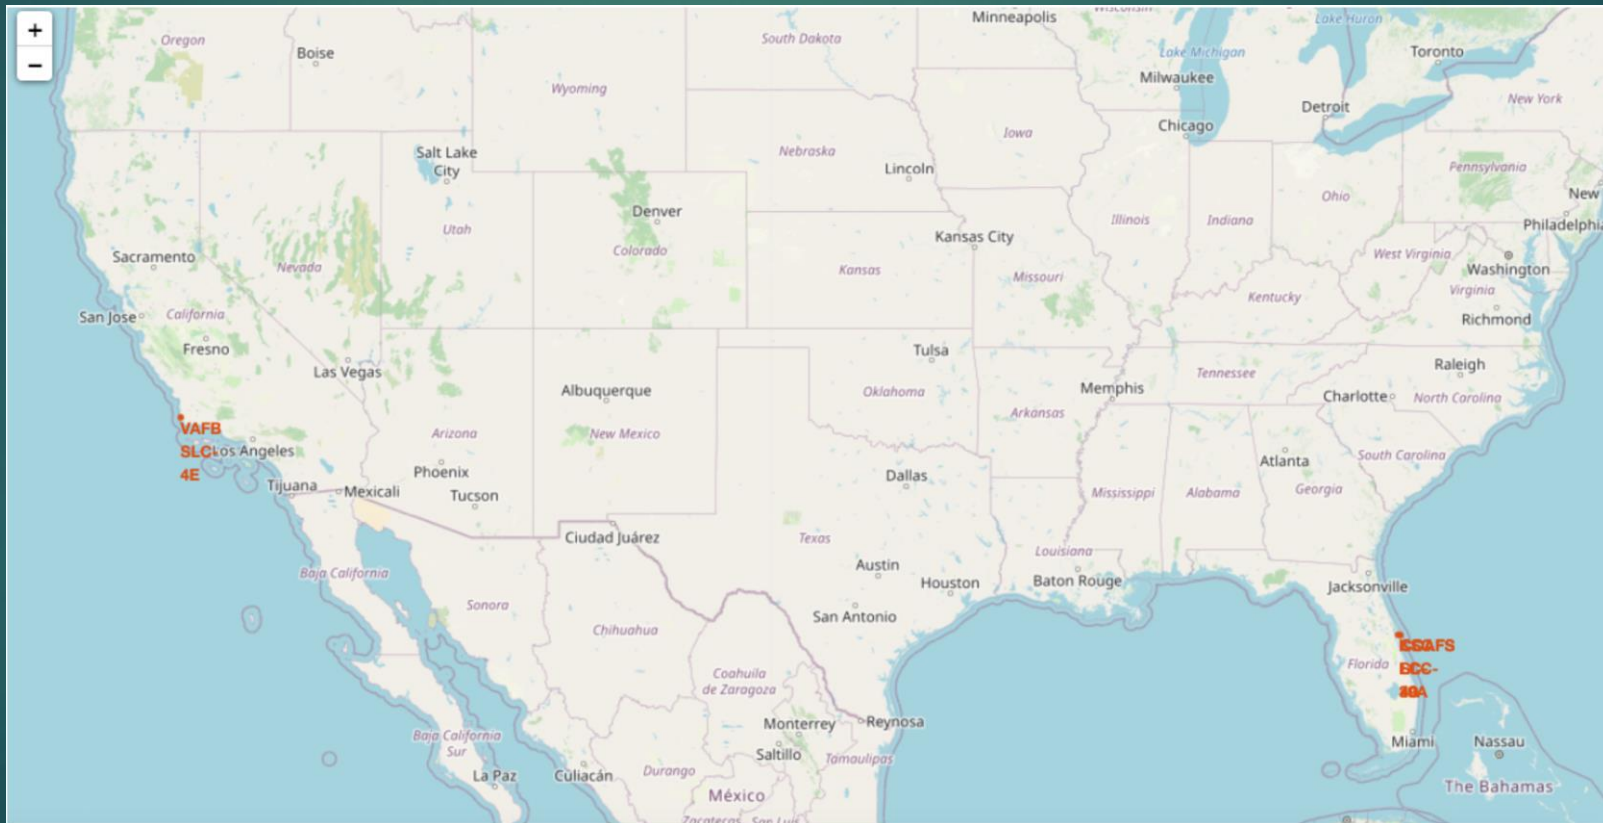 +
−
Minneapolis
Oregon
Boise
South Dakota
Lake Huron
Lake Michigan
Toronto
Wyoming
Milwaukee
New York
Detroit
Chicago
Iowa
Salt Lake
City
Nebraska
Lincoln
Pennsylvania
Ohio
New
Denver
Illinois
Indiana
Philadelphia
Utah
Colorado
Kansas City
Sacramento
Nevada
Kansas
Missouri
West Virginia
Washington
Virginia
Kentucky
San Jose
California
Richmond
Fresno
Las Vegas
Tulsa
Raleigh
Tennessee
Albuquerque
Oklahoma
Memphis
Charlotte
North Carolina
Arkansas
VAFB
SLC-
4E
Los Angeles
Arizona
New Mexico
Phoenix
Dallas
Atlanta
South Carolina
Tijuana
Mexicali
Tucson
Mississippi
Alabama
Georgia
Ciudad Juárez
Texas
Louisiana
Austin
Houston
Baton Rouge
Jacksonville
Baja California
Sonora
Chihuahua
San Antonio
Florida
Coahuila
de Zaragoza
Monterrey
Reynosa
Baja California
Sur
Saltillo
Tamaulipas
Miami
Nassau
La Paz
Culiacán
Durango
México
The Bahamas
Zacatecas
San Luis